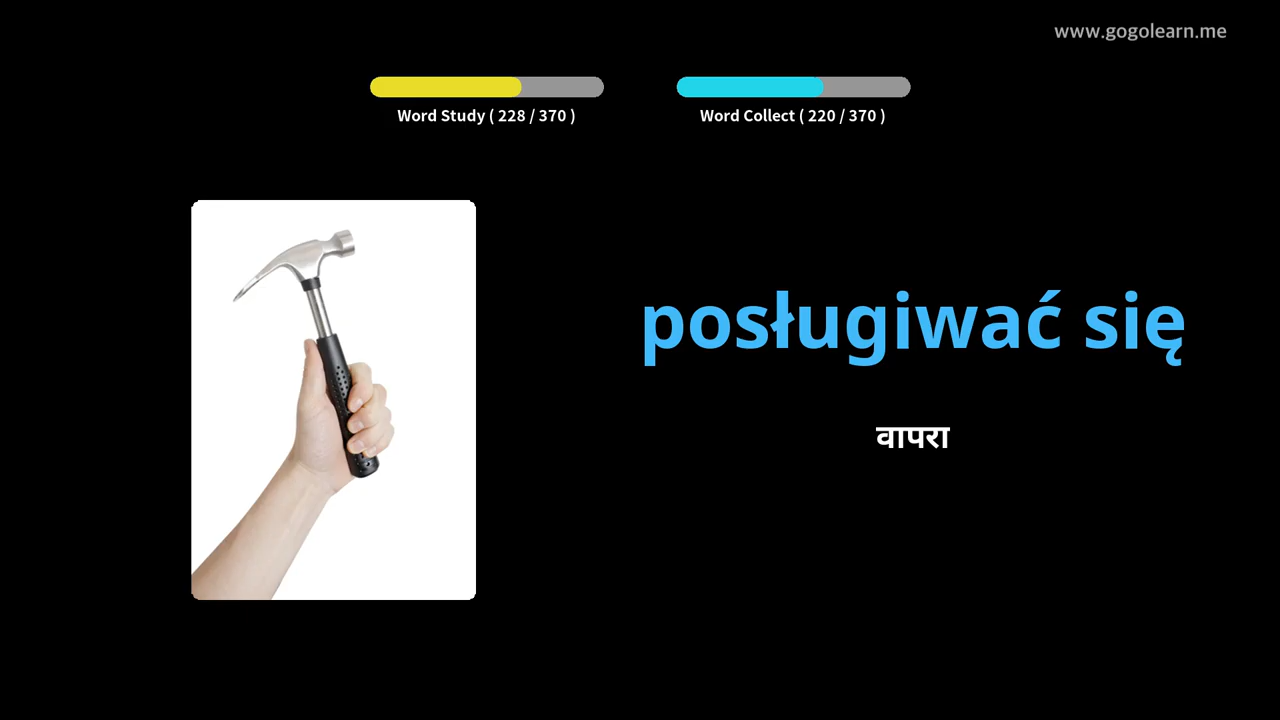 www.gogolearn.me
Word Study ( 228 / 370 )
Word Collect ( 220 / 370 )
posługiwać się
वापरा